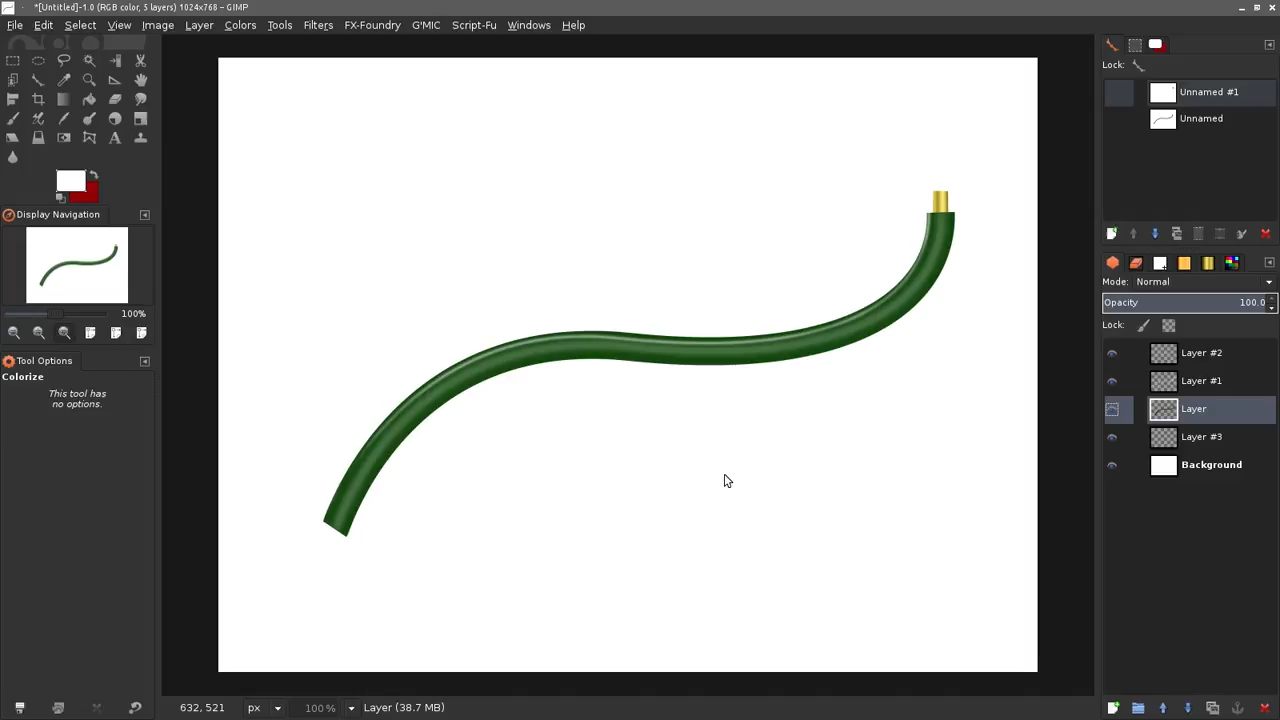 *[Untitled]-1.0 (RGB color, 5 layers) 1024x768 – GIMP
File Edit Select View Image Layer Colors Tools Filters FX-Foundry G'MIC Script-Fu Windows Help
Display Navigation
100%
Tool Options
Colorize
This tool has
no options.
632, 521 px 100 % Layer (38.7 MB)
Lock:
Unnamed #1
Unnamed
Mode: Normal
Opacity 100.0
Lock:
Layer #2
Layer #1
Layer
Layer #3
Background